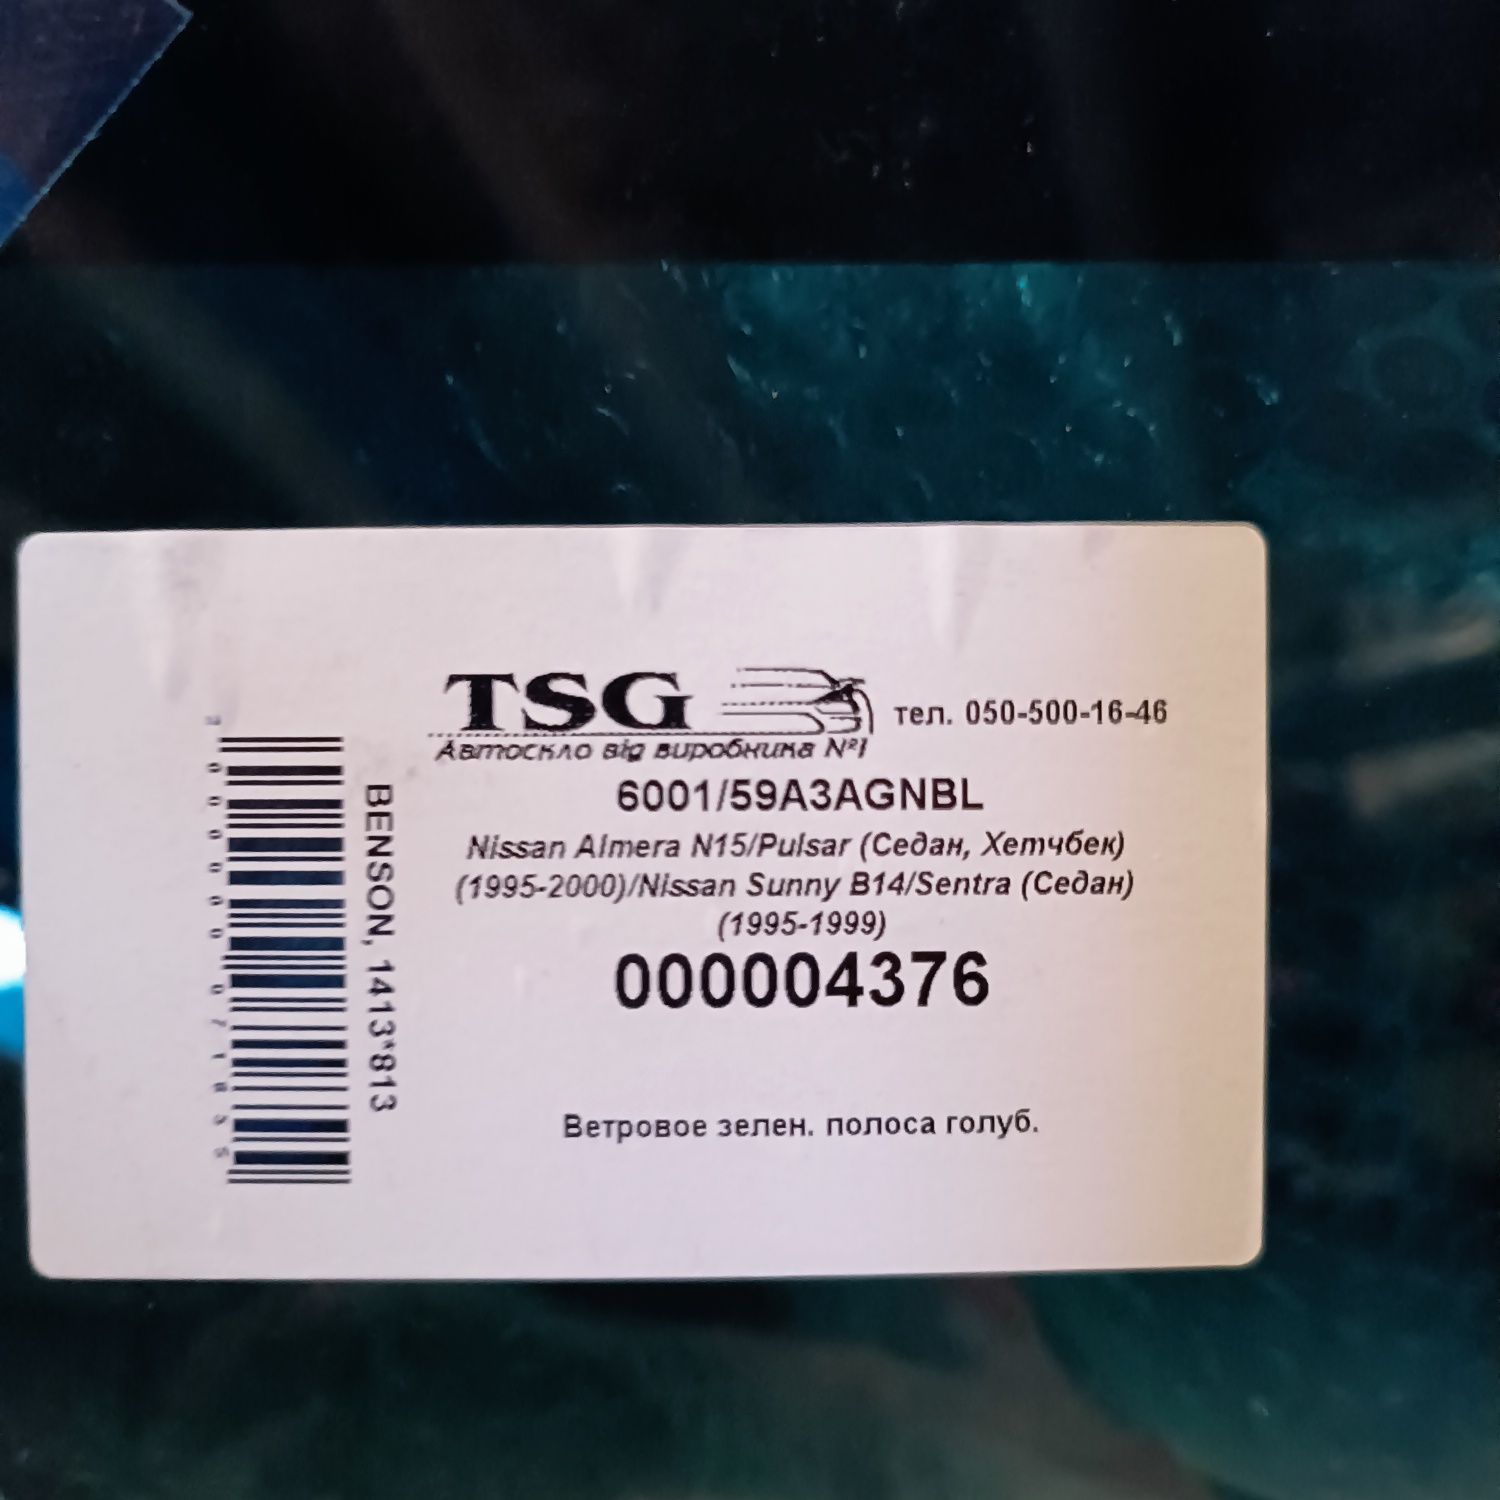 TSG
тел. 050-500-16-46
Автоскло від виробника №1
6001/59A3AGNBL
Nissan Almera N15/Pulsar (Седан, Хетчбек)
(1995-2000)/Nissan Sunny B14/Sentra (Седан)
(1995-1999)
000004376
Ветровое зелен. полоса голуб.
BENSON, 1413*813